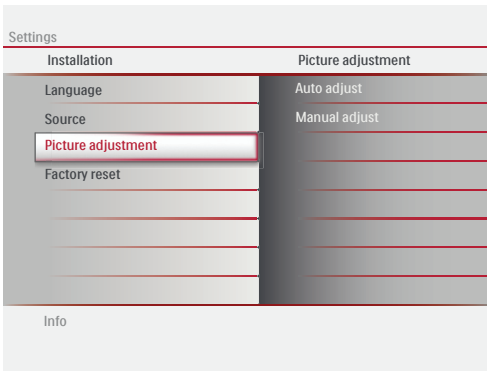 Settings
Installation
Picture adjustment
Language
Auto adjust
Source
Manual adjust
Picture adjustment
Factory reset
Info